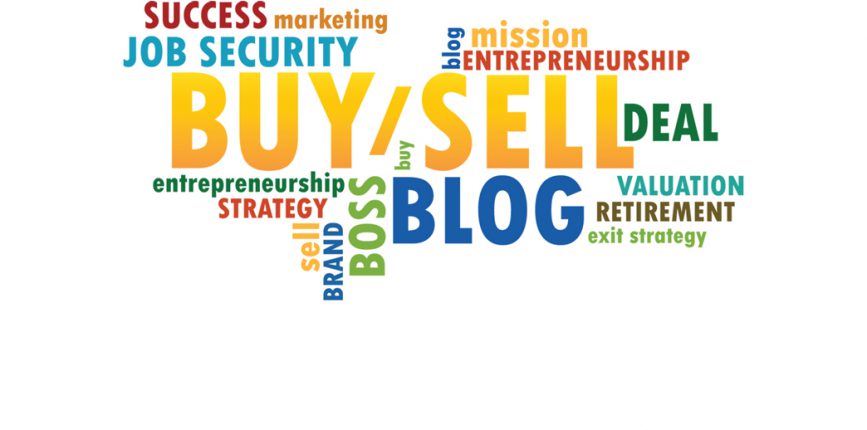 SUCCESS marketing
JOB SECURITY
blog
mission
ENTREPRENEURSHIP
BUY/SELL
DEAL
buy
entrepreneurship
STRATEGY
sell
BRAND
BOSS
BLOG
VALUATION
RETIREMENT
exit strategy